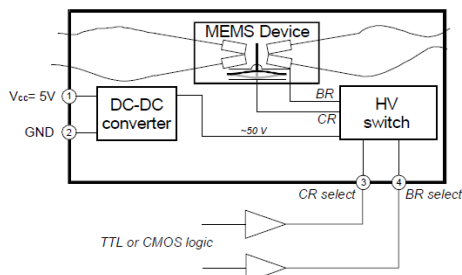 MEMS Device
Vcc= 5V
1
DC-DC
converter
GND
2
BR
CR
~50 V
HV
switch
3
4
CR select
BR select
TTL or CMOS logic